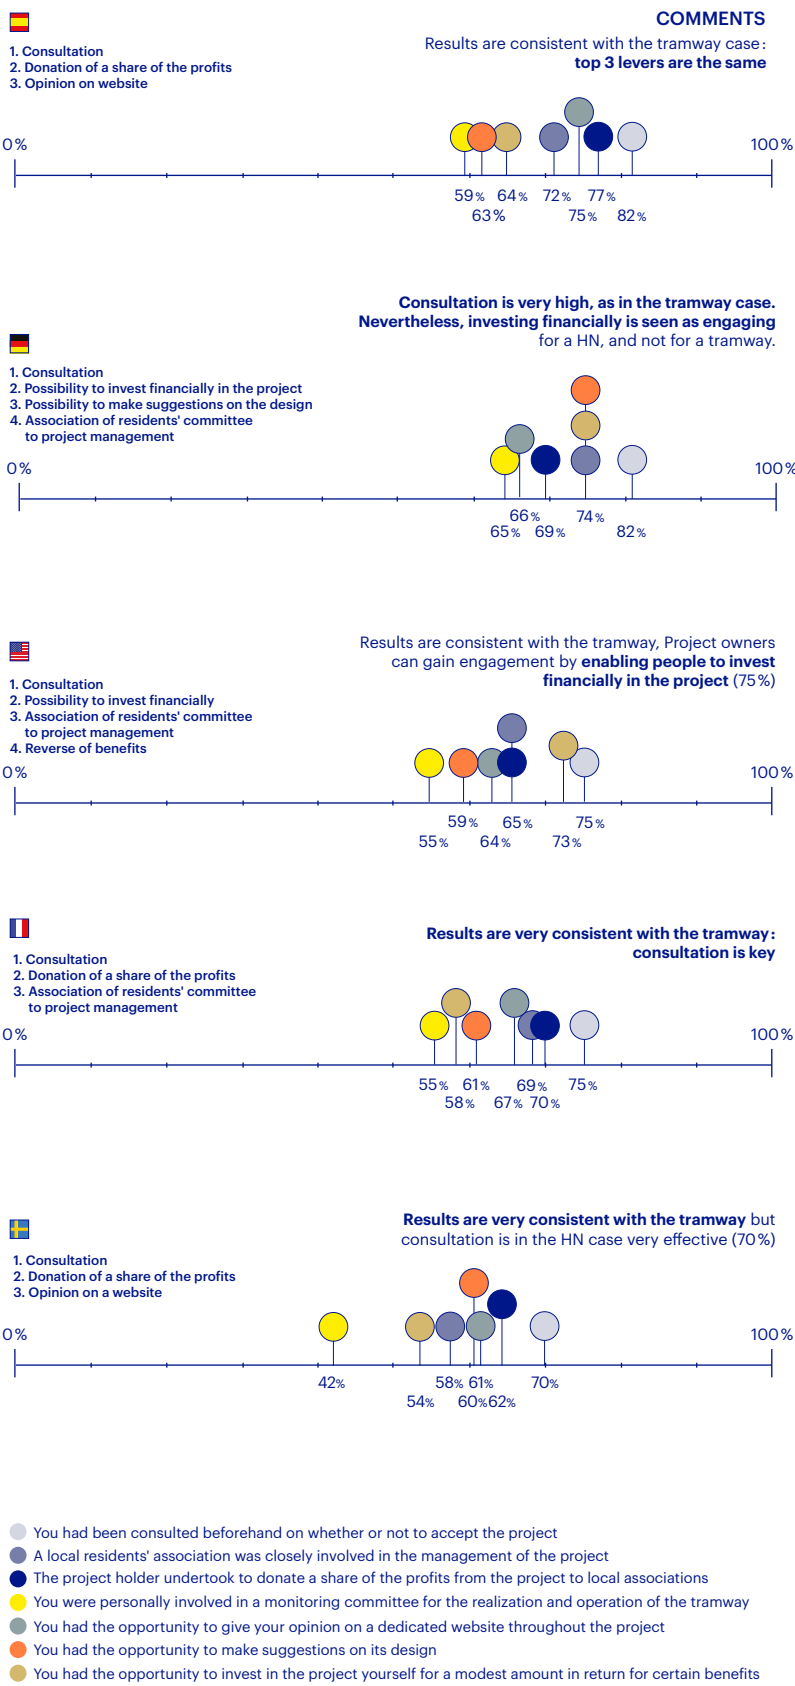 COMMENTS
Results are consistent with the tramway case:
top 3 levers are the same
1. Consultation
2. Donation of a share of the profits
3. Opinion on website
0% 100%
59% 64% 72% 77%
63% 75% 82%
Consultation is very high, as in the tramway case.
Nevertheless, investing financially is seen as engaging
for a HN, and not for a tramway.
1. Consultation
2. Possibility to invest financially in the project
3. Possibility to make suggestions on the design
4. Association of residents' committee
to project management
0% 100%
66% 74%
65% 69% 82%
Results are consistent with the tramway, Project owners
can gain engagement by enabling people to invest
financially in the project (75%)
1. Consultation
2. Possibility to invest financially
3. Association of residents' committee
to project management
4. Reverse of benefits
0% 100%
59% 65% 75%
55% 64% 73%
Results are very consistent with the tramway:
consultation is key
1. Consultation
2. Donation of a share of the profits
3. Association of residents' committee
to project management
0% 100%
55% 61% 69% 75%
58% 67% 70%
Results are very consistent with the tramway but
consultation is in the HN case very effective (70%)
1. Consultation
2. Donation of a share of the profits
3. Opinion on a website
0% 100%
42% 58% 61% 70%
54% 60% 62%
You had been consulted beforehand on whether or not to accept the project
A local residents' association was closely involved in the management of the project
The project holder undertook to donate a share of the profits from the project to local associations
You were personally involved in a monitoring committee for the realization and operation of the tramway
You had the opportunity to give your opinion on a dedicated website throughout the project
You had the opportunity to make suggestions on its design
You had the opportunity to invest in the project yourself for a modest amount in return for certain benefits